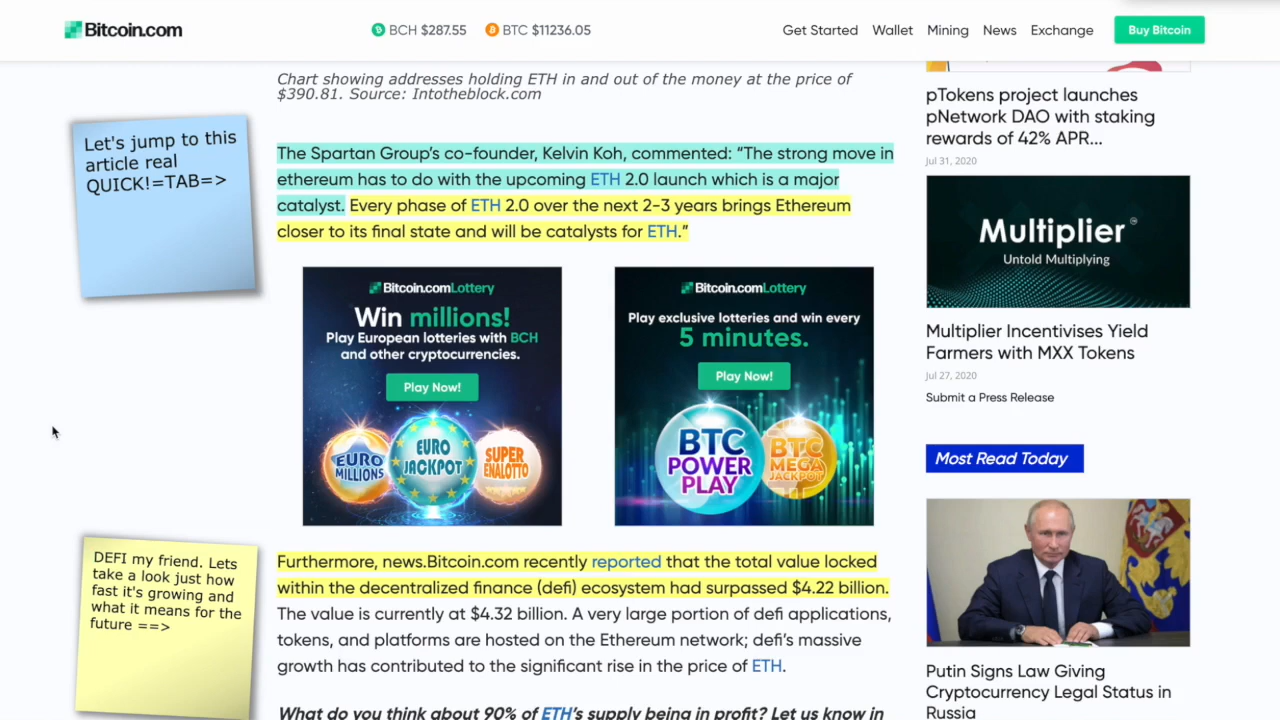 Bitcoin.com
BCH $287.55
BTC $11236.05
Get Started
Wallet
Mining
News
Exchange
Buy Bitcoin
Chart showing addresses holding ETH in and out of the money at the price of
$390.81. Source: Intotheblock.com
Let's jump to this
article real
QUICK!=TAB=>
The Spartan Group's co-founder, Kelvin Koh, commented: “The strong move in
ethereum has to do with the upcoming ETH 2.0 launch which is a major
catalyst. Every phase of ETH 2.0 over the next 2-3 years brings Ethereum
closer to its final state and will be catalysts for ETH.”
Bitcoin.comLottery
Win millions!
Play European lotteries with BCH
and other cryptocurrencies.
Play Now!
EURO
MILLIONS
EURO
JACKPOT
SUPER
ENALOTTO
Bitcoin.comLottery
Play exclusive lotteries and win every
5 minutes.
Play Now!
BTC
POWER
PLAY
BTC
MEGA
JACKPOT
DEFI my friend. Lets
take a look just how
fast it's growing and
what it means for the
future ==>
Furthermore, news.Bitcoin.com recently reported that the total value locked
within the decentralized finance (defi) ecosystem had surpassed $4.22 billion.
The value is currently at $4.32 billion. A very large portion of defi applications,
tokens, and platforms are hosted on the Ethereum network; defi's massive
growth has contributed to the significant rise in the price of ETH.
What do you think about 90% of ETH's supply being in profit? Let us know in
pTokens project launches
pNetwork DAO with staking
rewards of 42% APR...
Jul 31, 2020
Multiplier™
Untold Multiplying
Multiplier Incentivises Yield
Farmers with MXX Tokens
Jul 27, 2020
Submit a Press Release
Most Read Today
Putin Signs Law Giving
Cryptocurrency Legal Status in
Russia